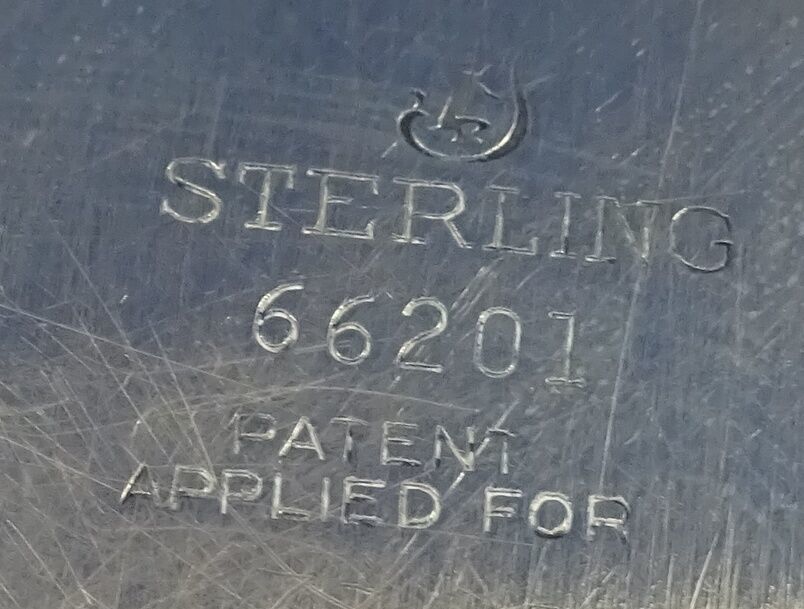 STERLING
66201
PATENT
APPLIED FOR